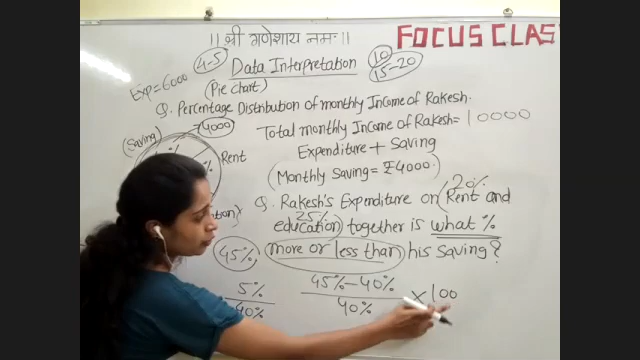 ।। श्री गणेशाय नमः ।।
FOCUS CLAS
4-5 Data Interpretation 10
15-20
Exp=6000
(Pie chart)
Q. Percentage Distribution of monthly Income of Rakesh.
₹4000
Total monthly Income of Rakesh=10000
(Saving)
Expenditure + Saving
% Rent
(Monthly Saving = ₹4000.)
20%
Q. Rakesh's Expenditure on (Rent and
25%
education) together is what %
45% more or less than his Saving?
5% 45%-40% ×100
40% 40%